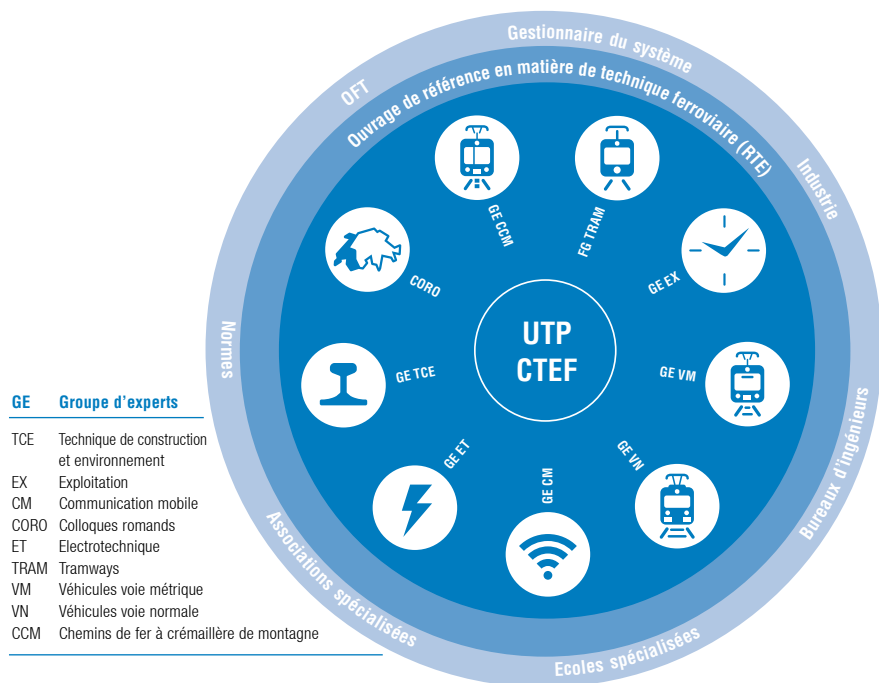 Gestionnaire du système
OFT
Ouvrage de référence en matière de technique ferroviaire (RTE)
Industrie
GE CCM
FG TRAM
CORO
GE EX
Normes
UTP
CTEF
GE TCE
GE VM
GE ET
GE CM
GE VN
Bureaux d'ingénieurs
Associations spécialisées
Ecoles spécialisées
GE Groupe d'experts
TCE Technique de construction
et environnement
EX Exploitation
CM Communication mobile
CORO Colloques romands
ET Electrotechnique
TRAM Tramways
VM Véhicules voie métrique
VN Véhicules voie normale
CCM Chemins de fer à crémaillère de montagne